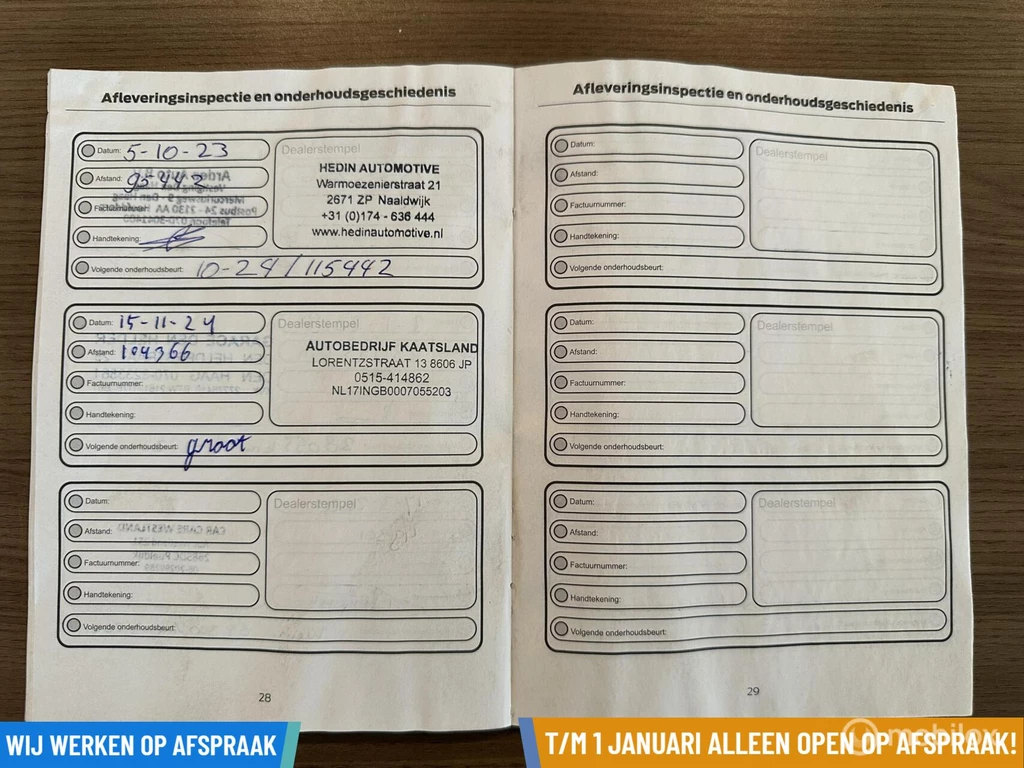 Afleveringsinspectie en onderhoudsgeschiedenis
Datum: 5-10-23
Afstand: 95442
Factuurnummer:
Handtekening:
Volgende onderhoudsbeurt: 10-24/115442
Dealerstempel
HEDIN AUTOMOTIVE
Warmoezenierstraat 21
2671 ZP Naaldwijk
+31 (0)174 - 636 444
www.hedinautomotive.nl
Datum: 15-11-24
Afstand: 104366
Factuurnummer:
Handtekening:
Volgende onderhoudsbeurt: groot
Dealerstempel
AUTOBEDRIJF KAATSLAND
LORENTZSTRAAT 13 8606 JP
0515-414862
NL17INGB0007055203
Datum:
Afstand:
Factuurnummer:
Handtekening:
Volgende onderhoudsbeurt:
Dealerstempel
28
Afleveringsinspectie en onderhoudsgeschiedenis
Datum:
Afstand:
Factuurnummer:
Handtekening:
Volgende onderhoudsbeurt:
Dealerstempel
Datum:
Afstand:
Factuurnummer:
Handtekening:
Volgende onderhoudsbeurt:
Dealerstempel
Datum:
Afstand:
Factuurnummer:
Handtekening:
Volgende onderhoudsbeurt:
Dealerstempel
29
WIJ WERKEN OP AFSPRAAK
T/M 1 JANUARI ALLEEN OPEN OP AFSPRAAK!
mobilox